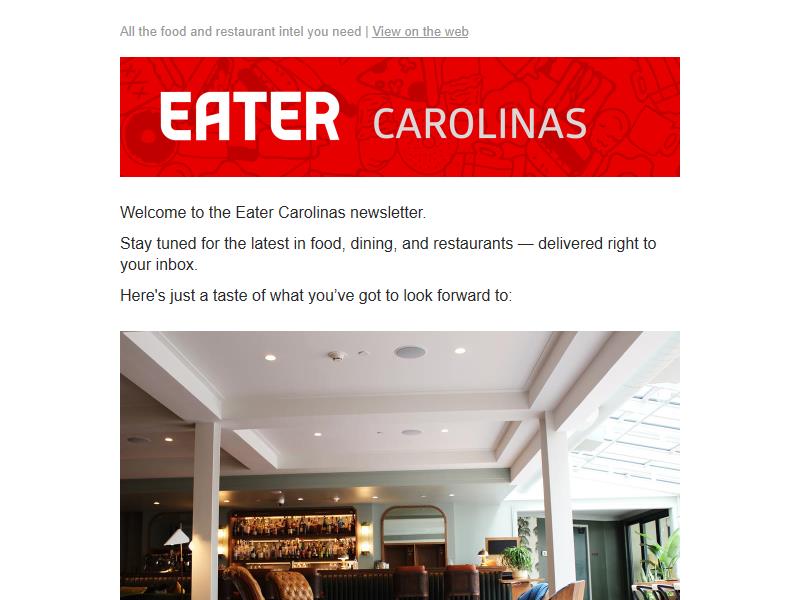 All the food and restaurant intel you need | View on the web
EATER CAROLINAS
Welcome to the Eater Carolinas newsletter.
Stay tuned for the latest in food, dining, and restaurants — delivered right to
your inbox.
Here's just a taste of what you’ve got to look forward to: